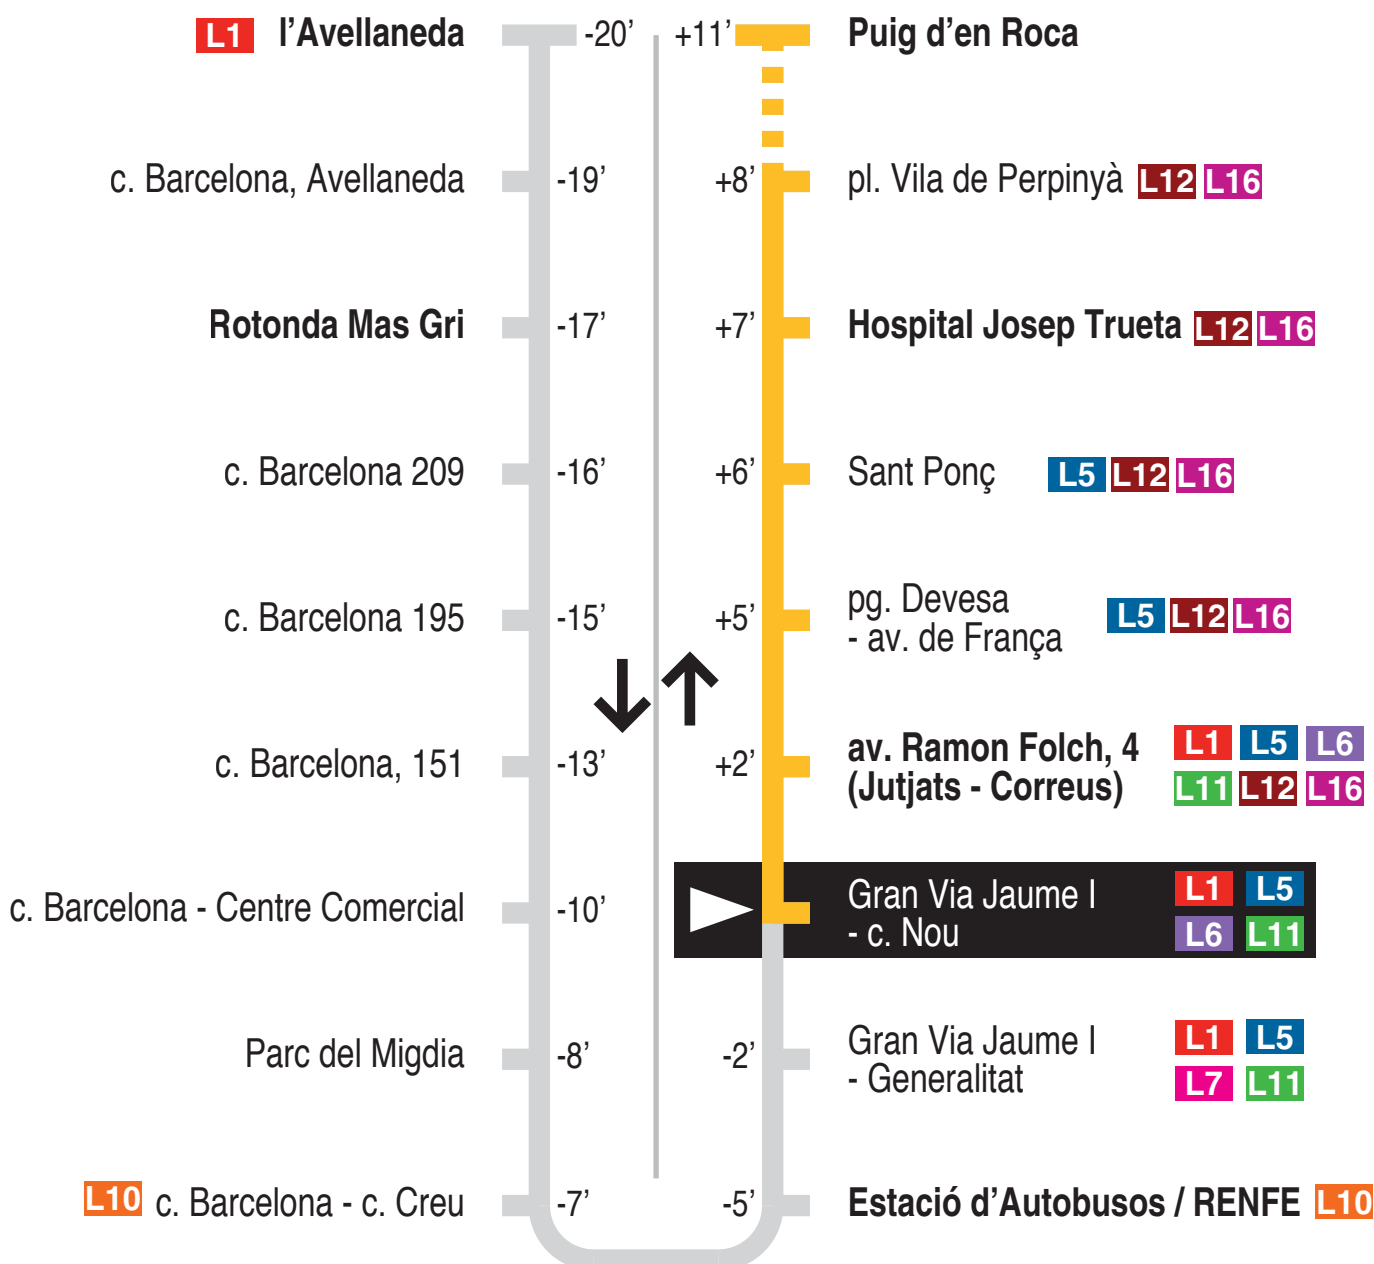 L1 l’Avellaneda -20’
c. Barcelona, Avellaneda -19’
Rotonda Mas Gri -17’
c. Barcelona 209 -16’
c. Barcelona 195 -15’
c. Barcelona, 151 -13’
c. Barcelona - Centre Comercial -10’
Parc del Migdia -8’
L10 c. Barcelona - c. Creu -7’
+11’ Puig d’en Roca
+8’ pl. Vila de Perpinyà L12 L16
+7’ Hospital Josep Trueta L12 L16
+6’ Sant Ponç L5 L12 L16
+5’ pg. Devesa
- av. de França L5 L12 L16
+2’ av. Ramon Folch, 4 L1 L5 L6
(Jutjats - Correus) L11 L12 L16
Gran Via Jaume I L1 L5
- c. Nou L6 L11
-2’ Gran Via Jaume I L1 L5
- Generalitat L7 L11
-5’ Estació d’Autobusos / RENFE L10